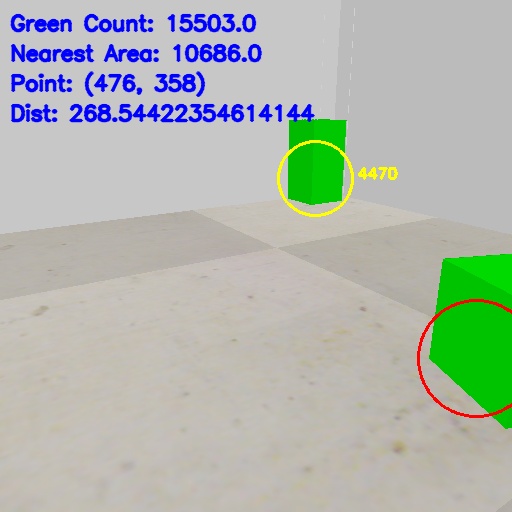 Green Count: 15503.0
Nearest Area: 10686.0
Point: (476, 358)
Dist: 268.54422354614144
4470